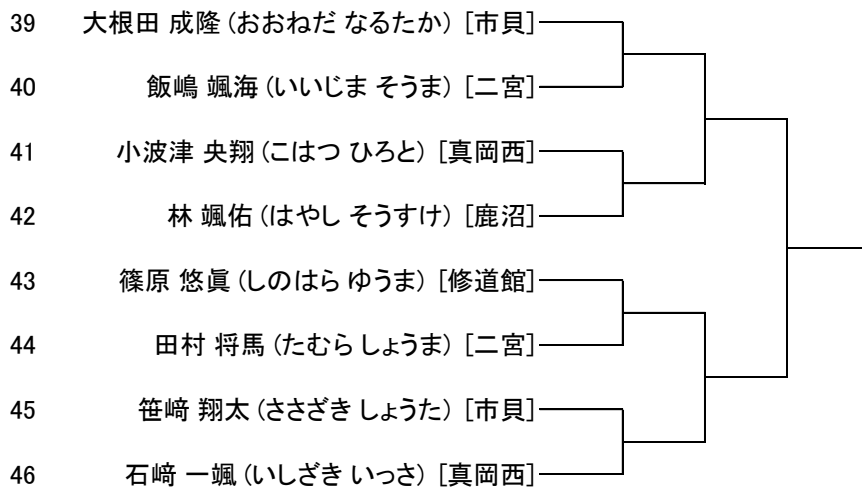 39 大根田 成隆 (おおねだ なるたか) [市貝]
40 飯嶋 颯海 (いいじま そうま) [二宮]
41 小波津 央翔 (こはつ ひろと) [真岡西]
42 林 颯佑 (はやし そうすけ) [鹿沼]
43 篠原 悠眞 (しのはら ゆうま) [修道館]
44 田村 将馬 (たむら しょうま) [二宮]
45 笹﨑 翔太 (ささざき しょうた) [市貝]
46 石﨑 一颯 (いしざき いっさ) [真岡西]